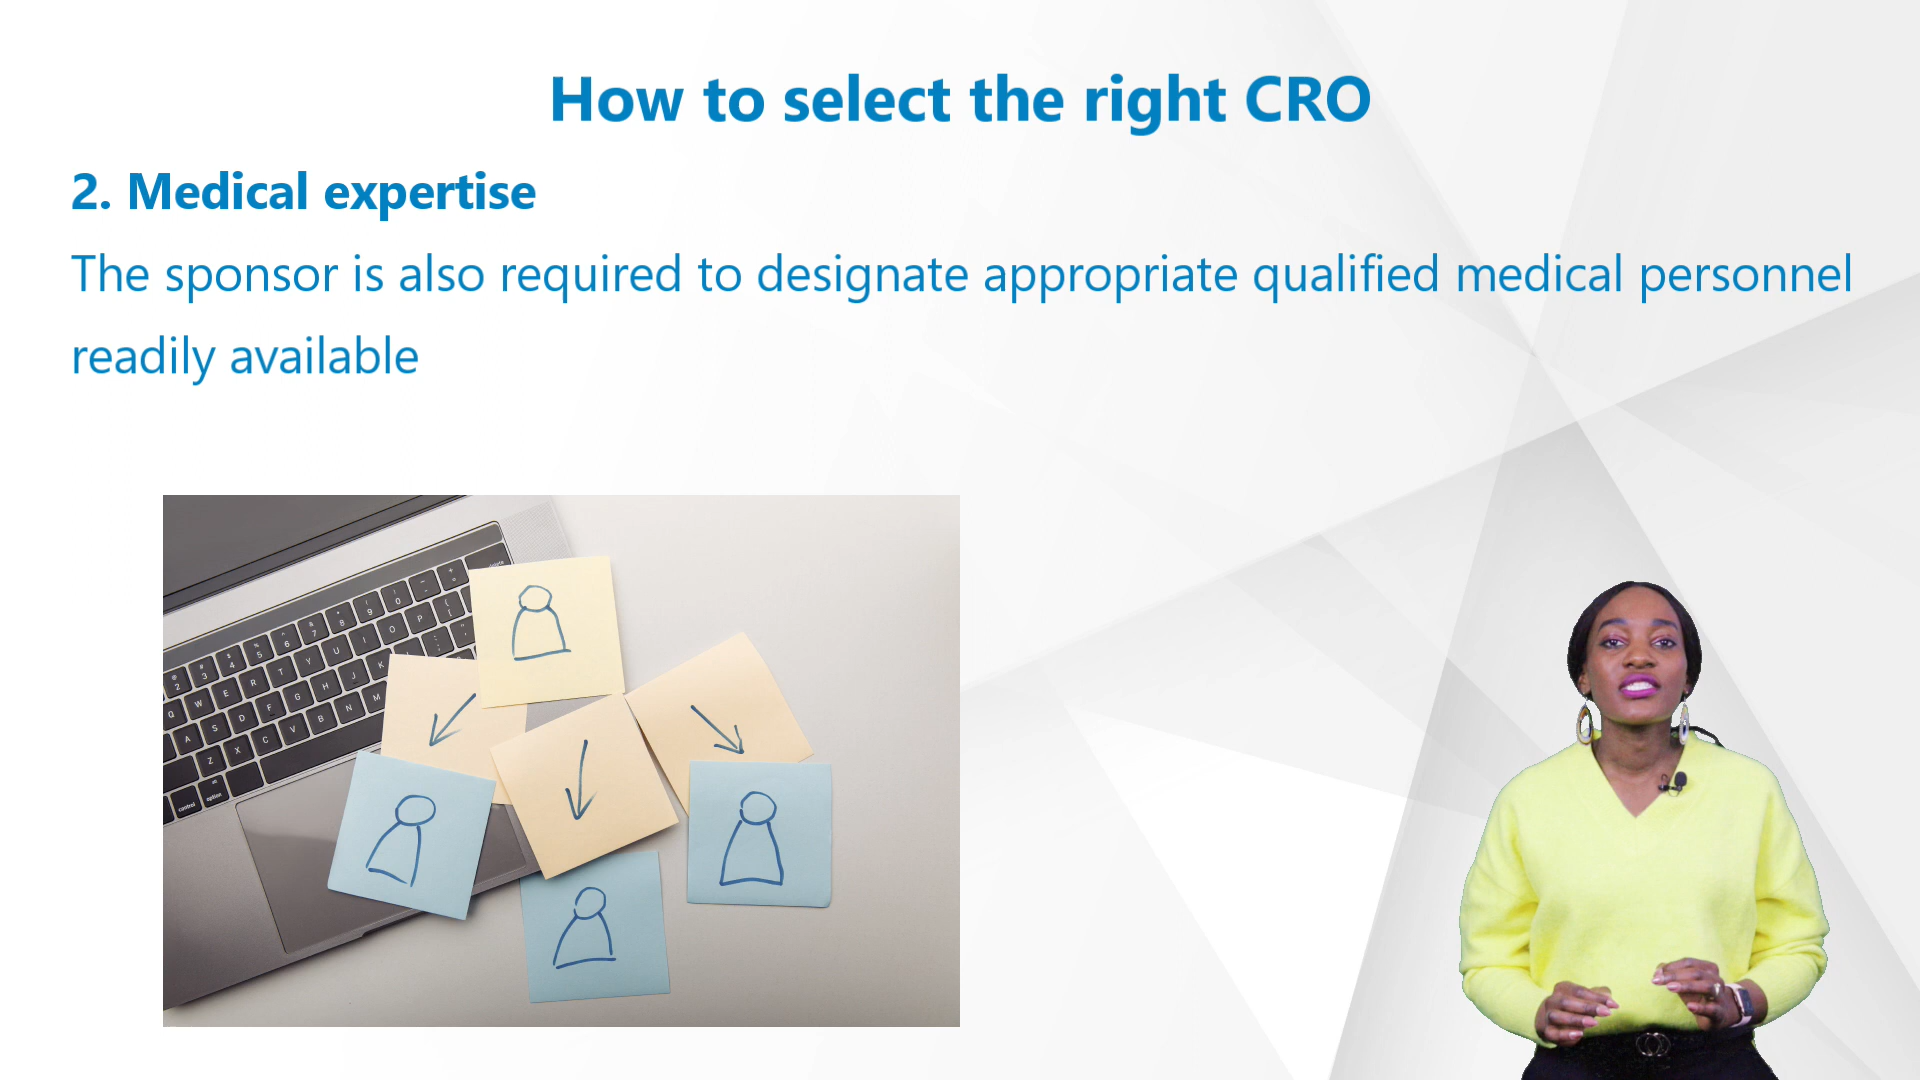 How to select the right CRO
2. Medical expertise
The sponsor is also required to designate appropriate qualified medical personnel
readily available